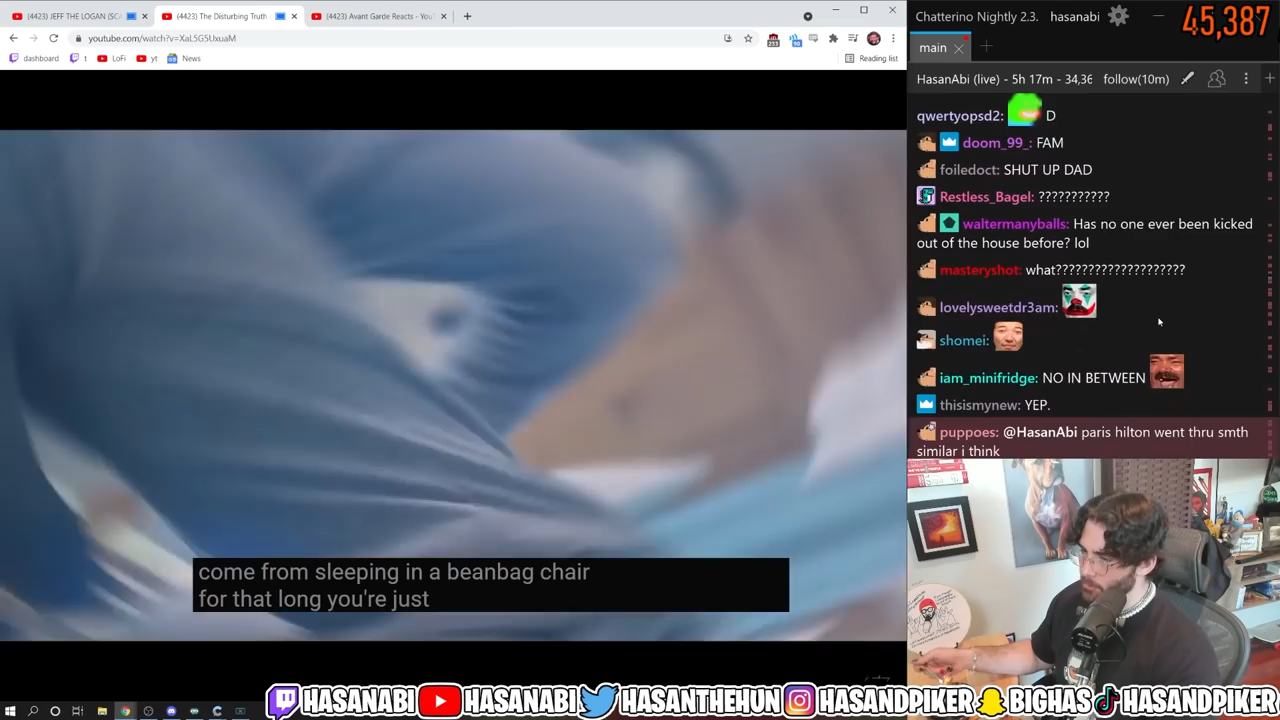 (4423) JEFF THE LOGAN (SCA
(4423) The Disturbing Truth
(4423) Avant Garde Reacts - YouT
youtube.com/watch?v=XaL5G5UxuaM
dashboard
t
LoFi
yt
News
Reading list
come from sleeping in a beanbag chair
for that long you're just
Chatterino Nightly 2.3.
hasanabi
45,387
main
HasanAbi (live) - 5h 17m - 34,36
follow(10m)
qwertyopsd2: D
doom_99_: FAM
foiledoct: SHUT UP DAD
Restless_Bagel: ???????????
waltermanyballs: Has no one ever been kicked
out of the house before? lol
masteryshot: what????????????????????
lovelysweetdr3am:
shomei:
iam_minifridge: NO IN BETWEEN
thisismynew: YEP.
puppoes: @HasanAbi paris hilton went thru smth
similar i think
HASANABI
HASANABI
HASANTHEHUN
HASANDPIKER
BIGHAS
HASANDPIKER